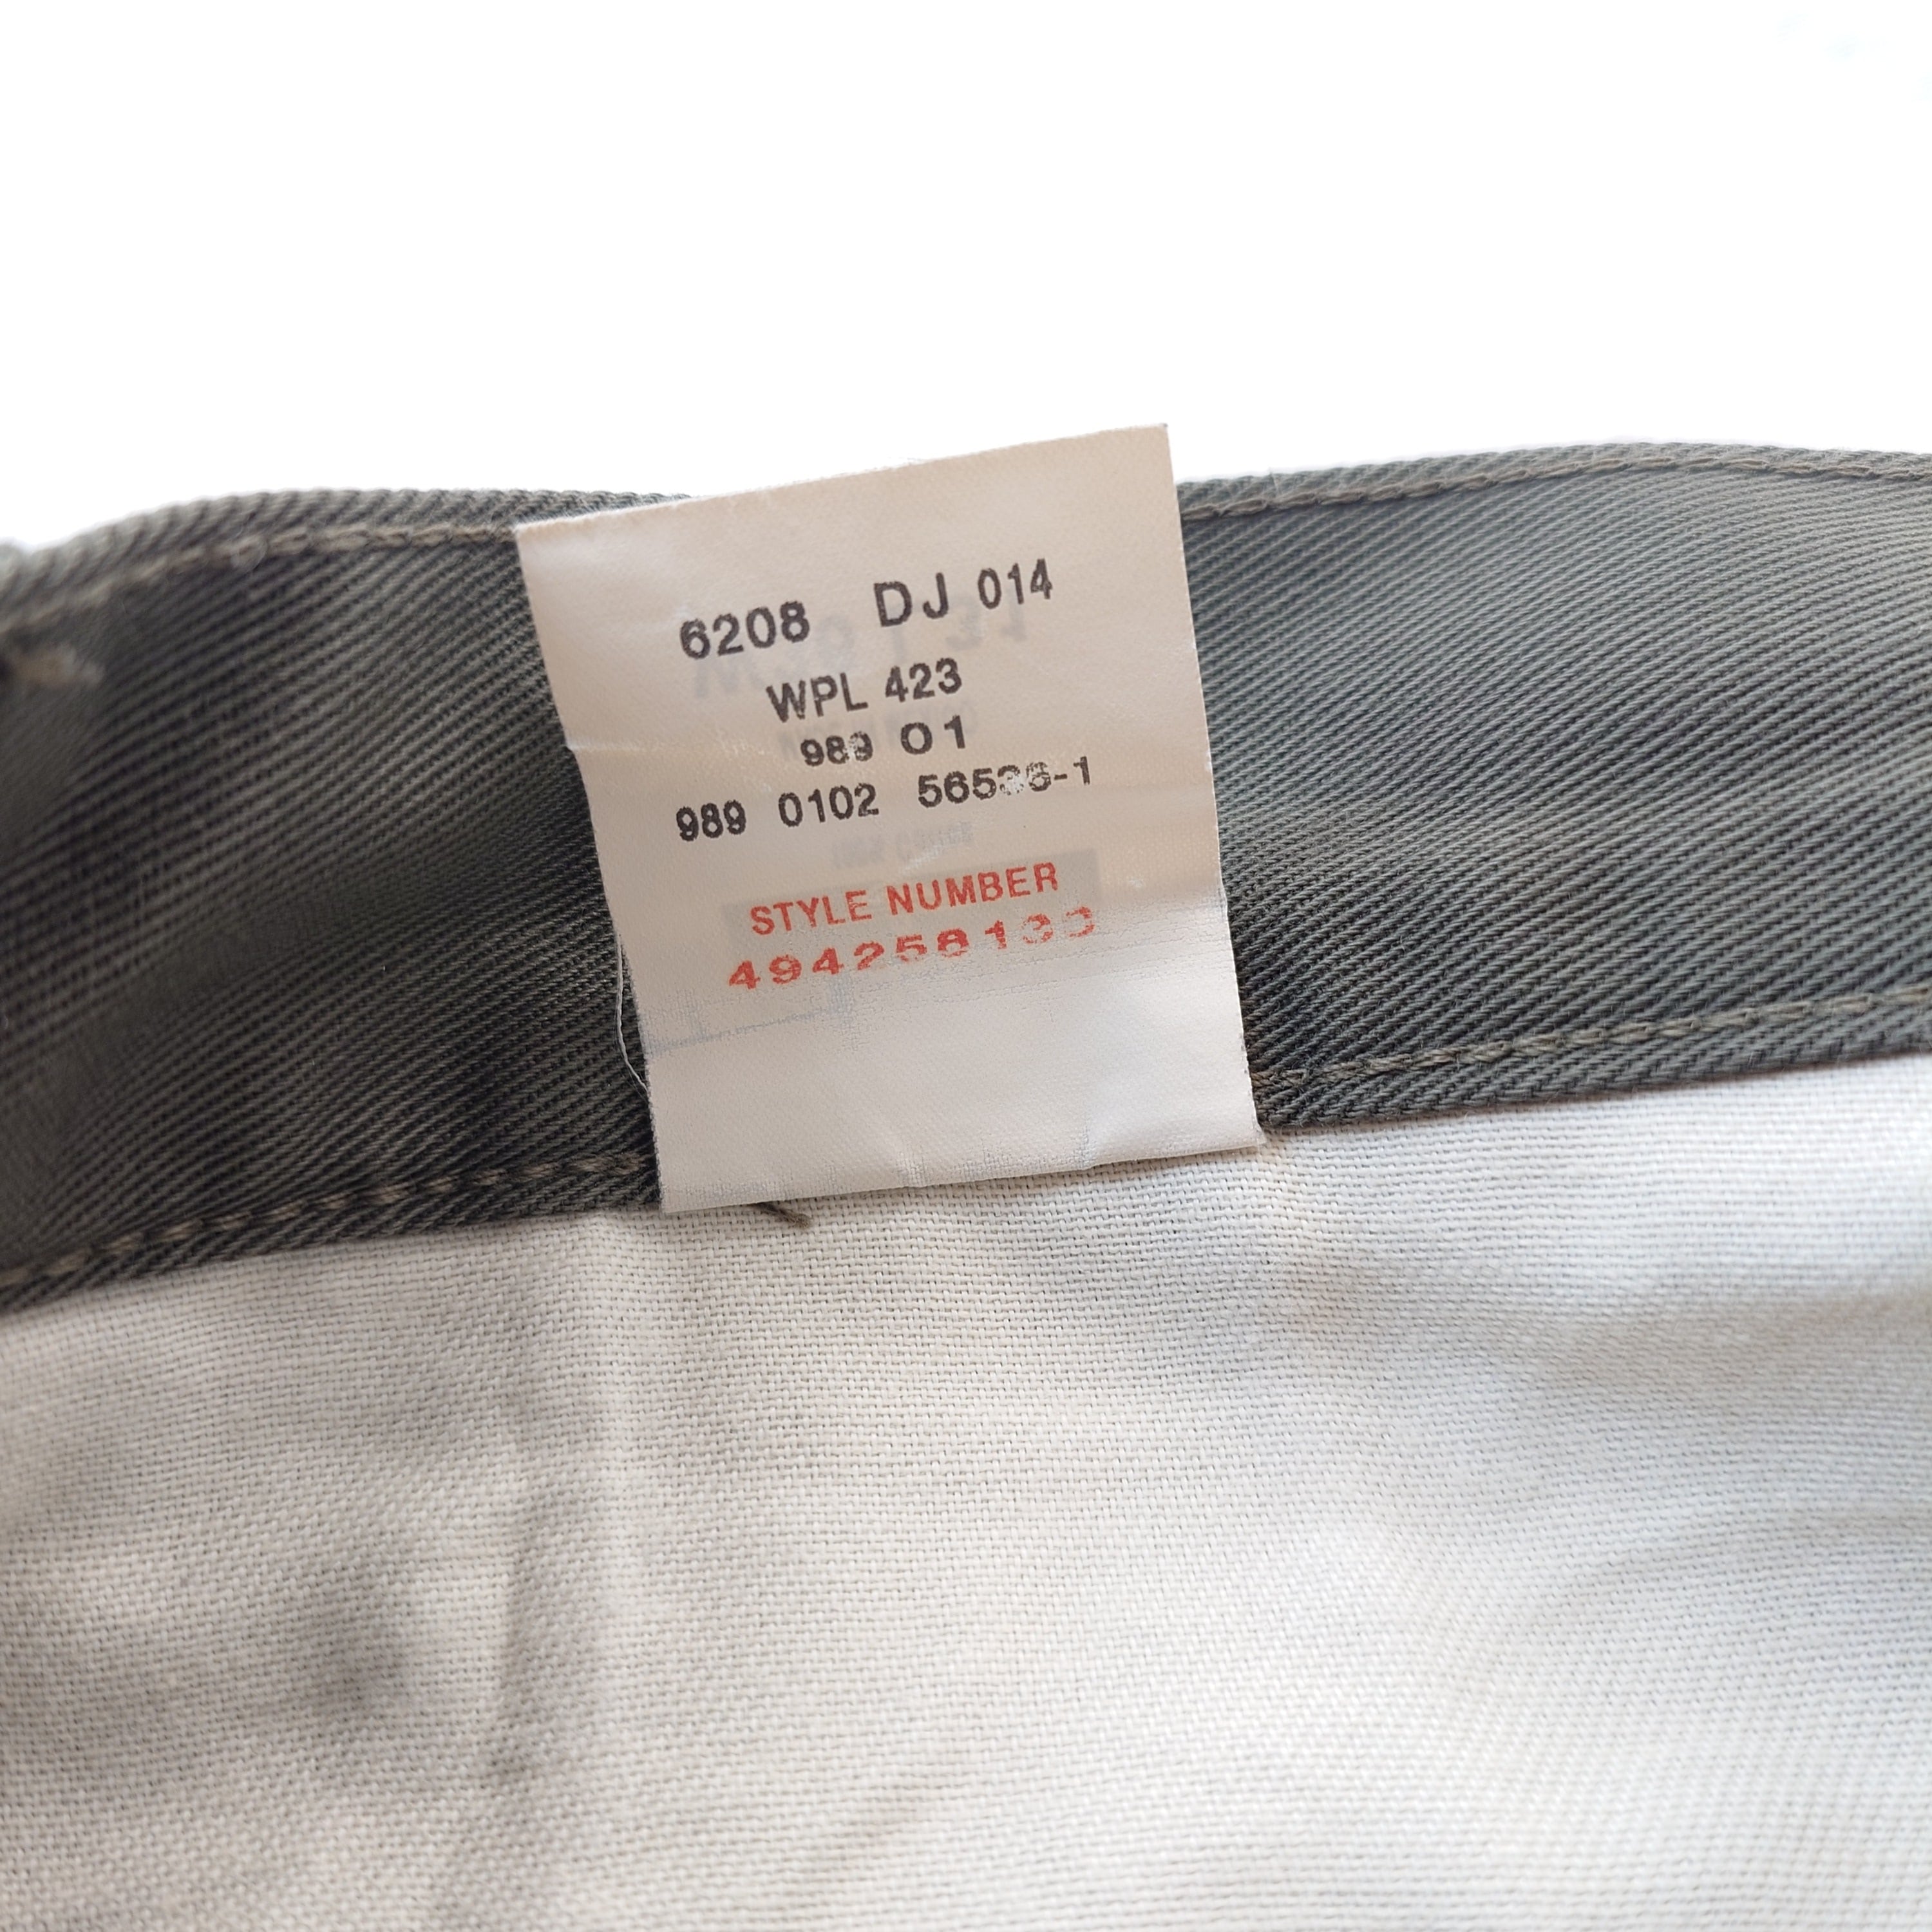 6208 DJ 014
WPL 423
989 01
989 0102
STYLE NUMBER